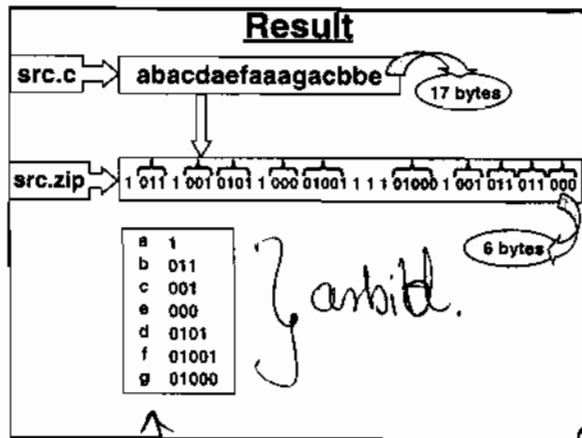 Result
src.c abacdaefaaagacbbe 17 bytes
src.zip 1 011 1 001 0101 1 000 01001 1 1 1 01000 1 001 011 011 000
6 bytes
a 1
b 011
c 001
e 000
d 0101
f 01001
g 01000